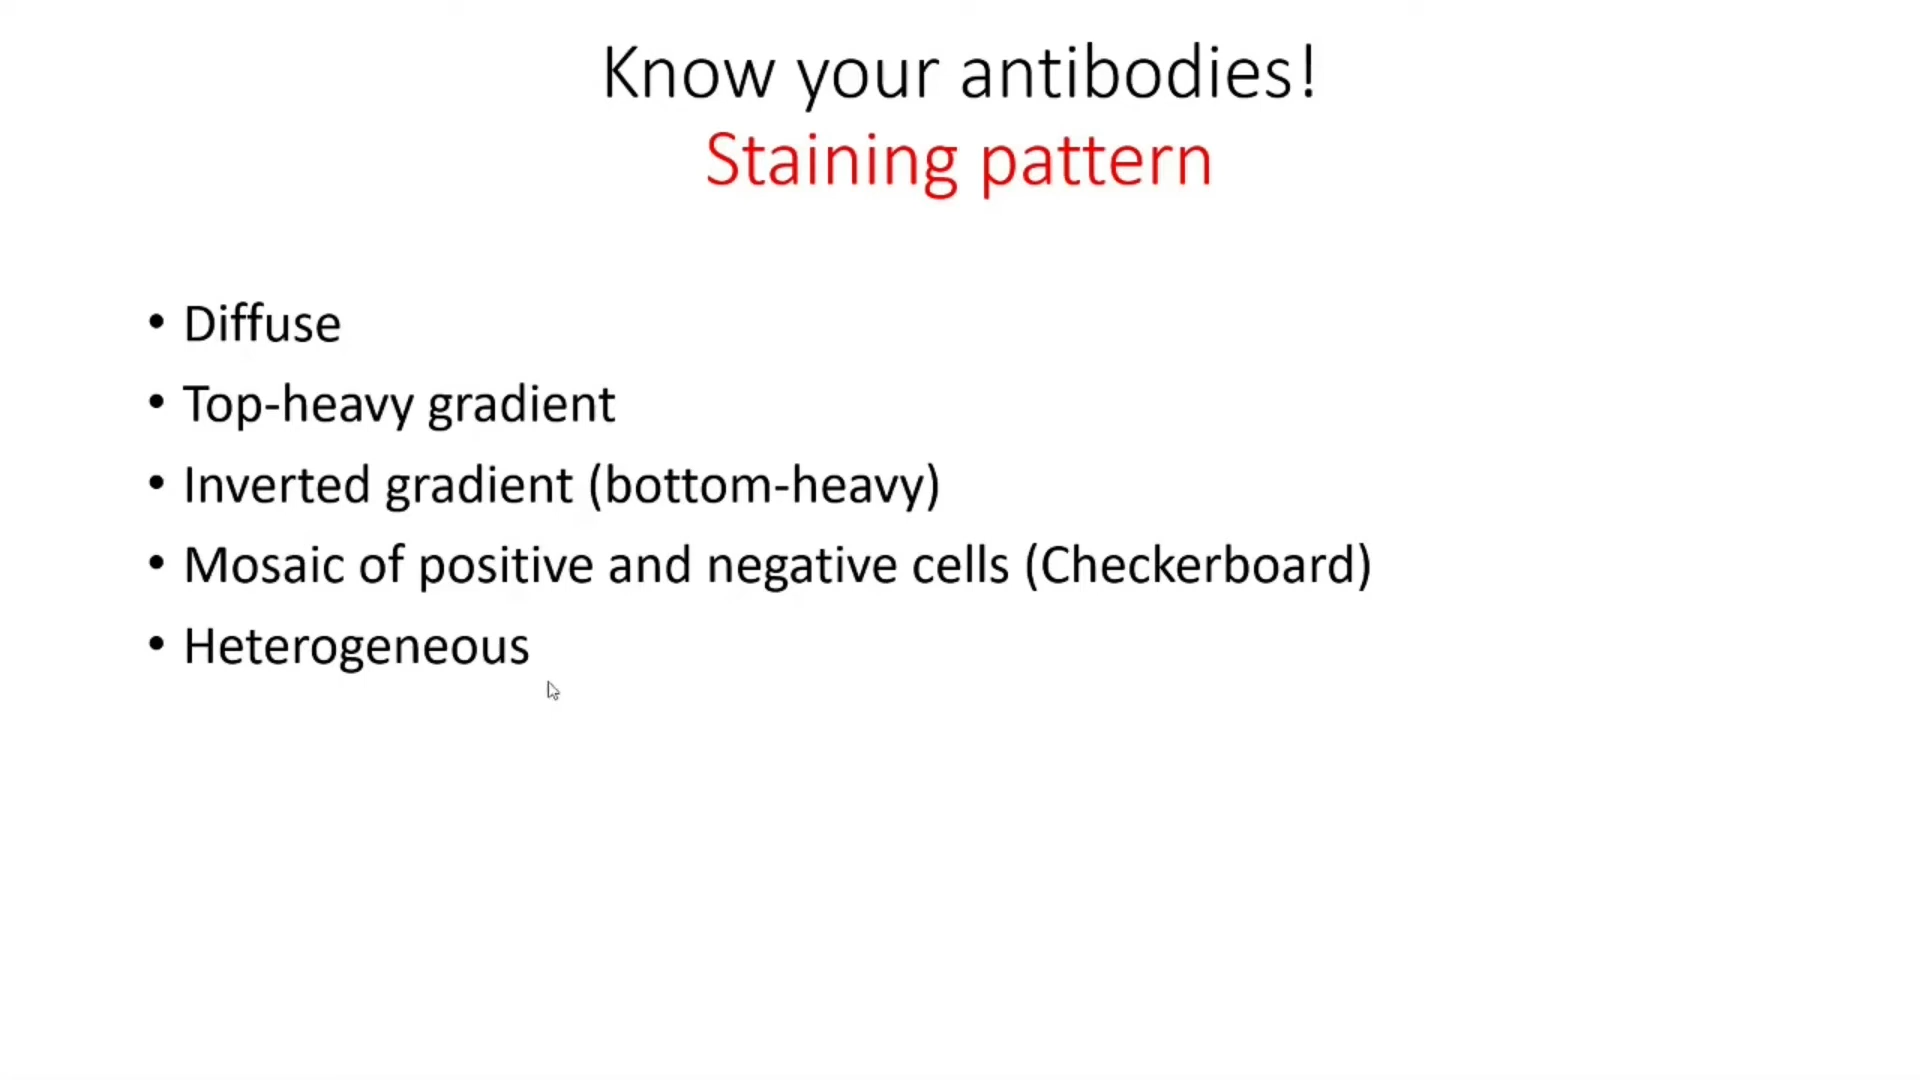 Know your antibodies!
Staining pattern
• Diffuse
• Top-heavy gradient
• Inverted gradient (bottom-heavy)
• Mosaic of positive and negative cells (Checkerboard)
• Heterogeneous